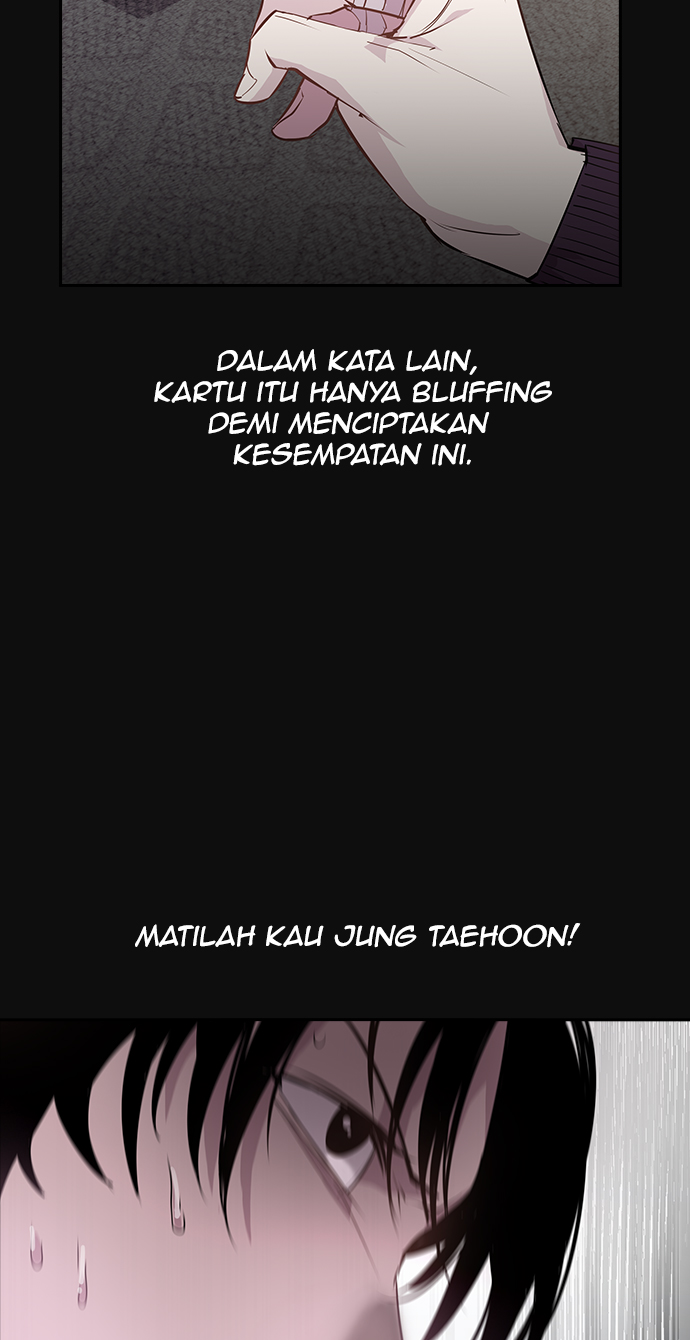 DALAM KATA LAIN,
KARTU ITU HANYA BLUFFING
DEMI MENCIPTAKAN
KESEMPATAN INI.
MATILAH KAU JUNG TAEHOON!